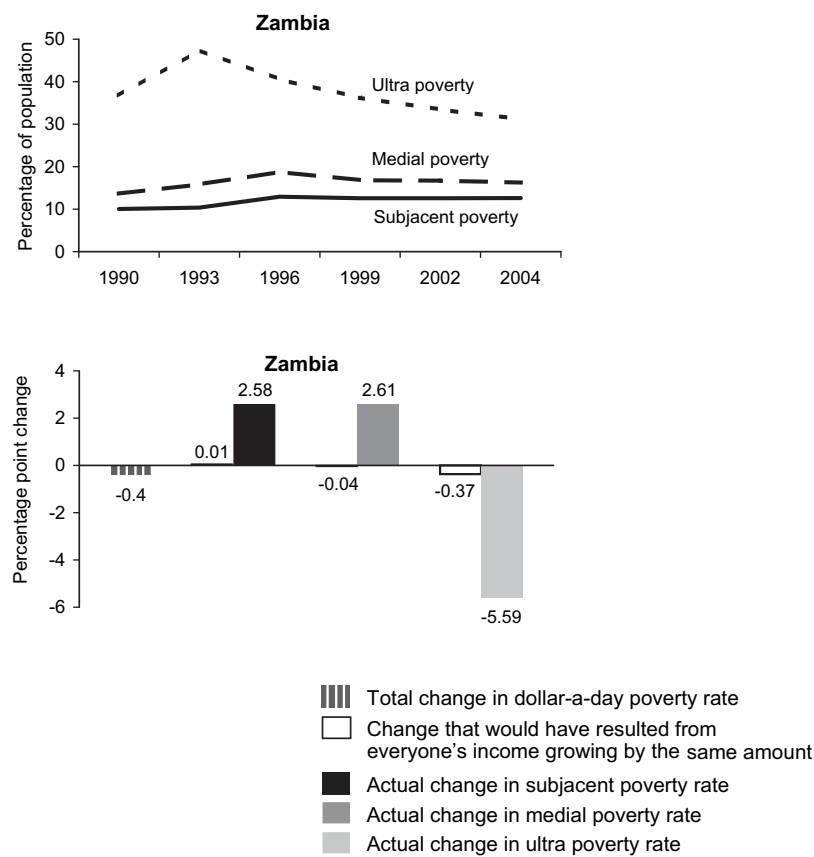 Zambia
Percentage of population
50
40
30
20
10
0
Ultra poverty
Medial poverty
Subjacent poverty
1990 1993 1996 1999 2002 2004
Zambia
Percentage point change
4
2
0
-2
-4
-6
-0.4
0.01
2.58
-0.04
2.61
-0.37
-5.59
Total change in dollar-a-day poverty rate
Change that would have resulted from
everyone’s income growing by the same amount
Actual change in subjacent poverty rate
Actual change in medial poverty rate
Actual change in ultra poverty rate